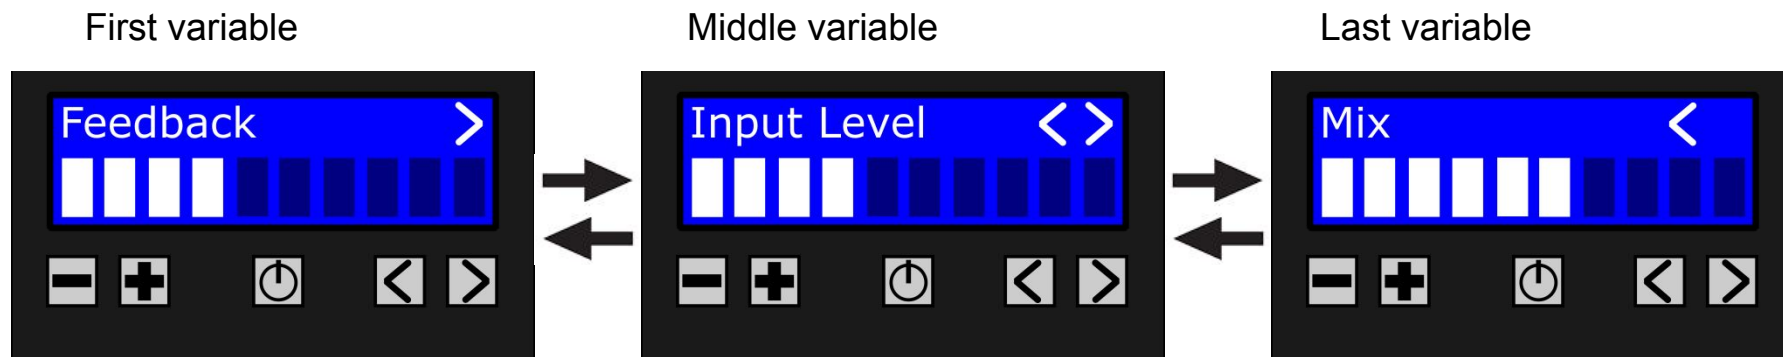 First variable
Middle variable
Last variable
Feedback >
Input Level < >
Mix <